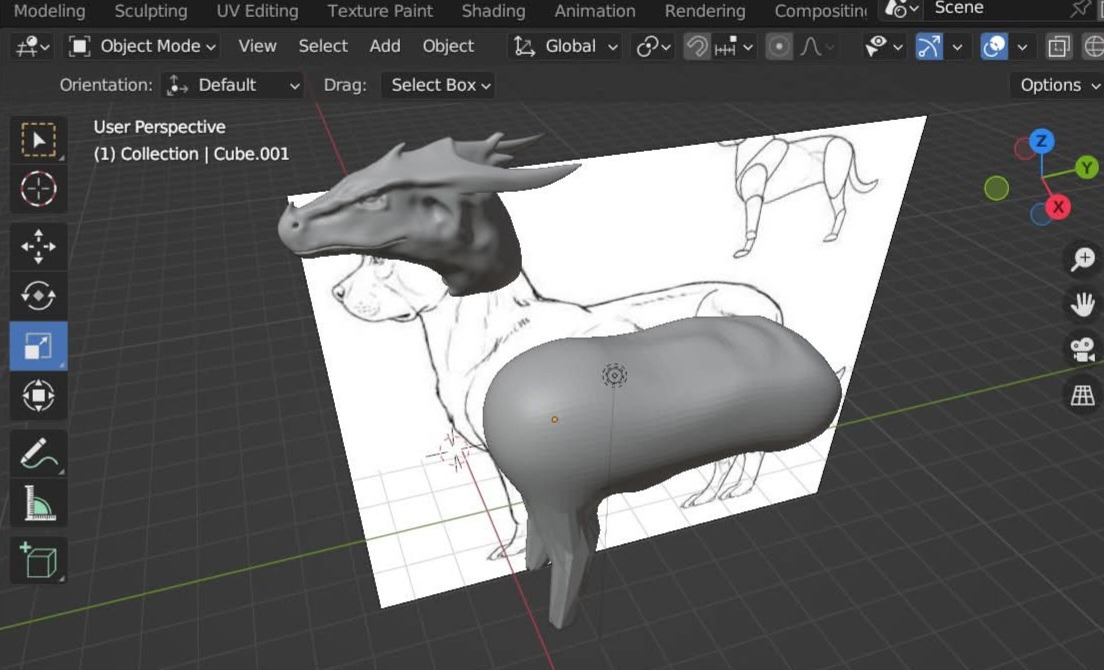 Modeling Sculpting UV Editing Texture Paint Shading Animation Rendering Scene
Object Mode View Select Add Object Global
Orientation: Default Drag: Select Box Options
User Perspective
(1) Collection | Cube.001
Z
Y
X